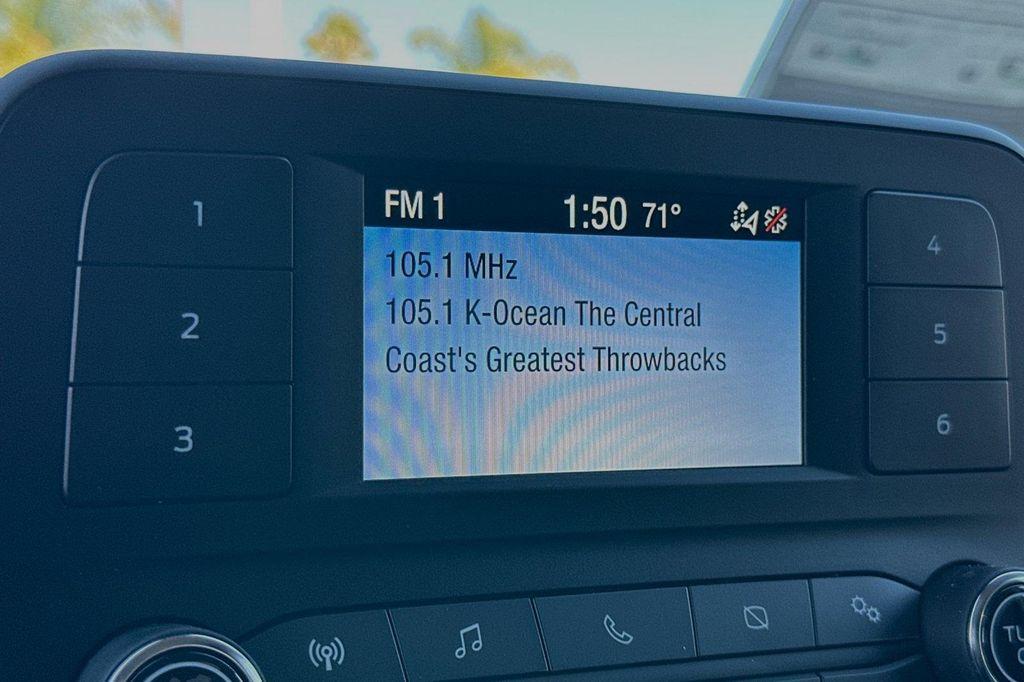 FM 1 1:50 71°
105.1 MHz
105.1 K-Ocean The Central
Coast's Greatest Throwbacks
1
2
3
4
5
6
TU